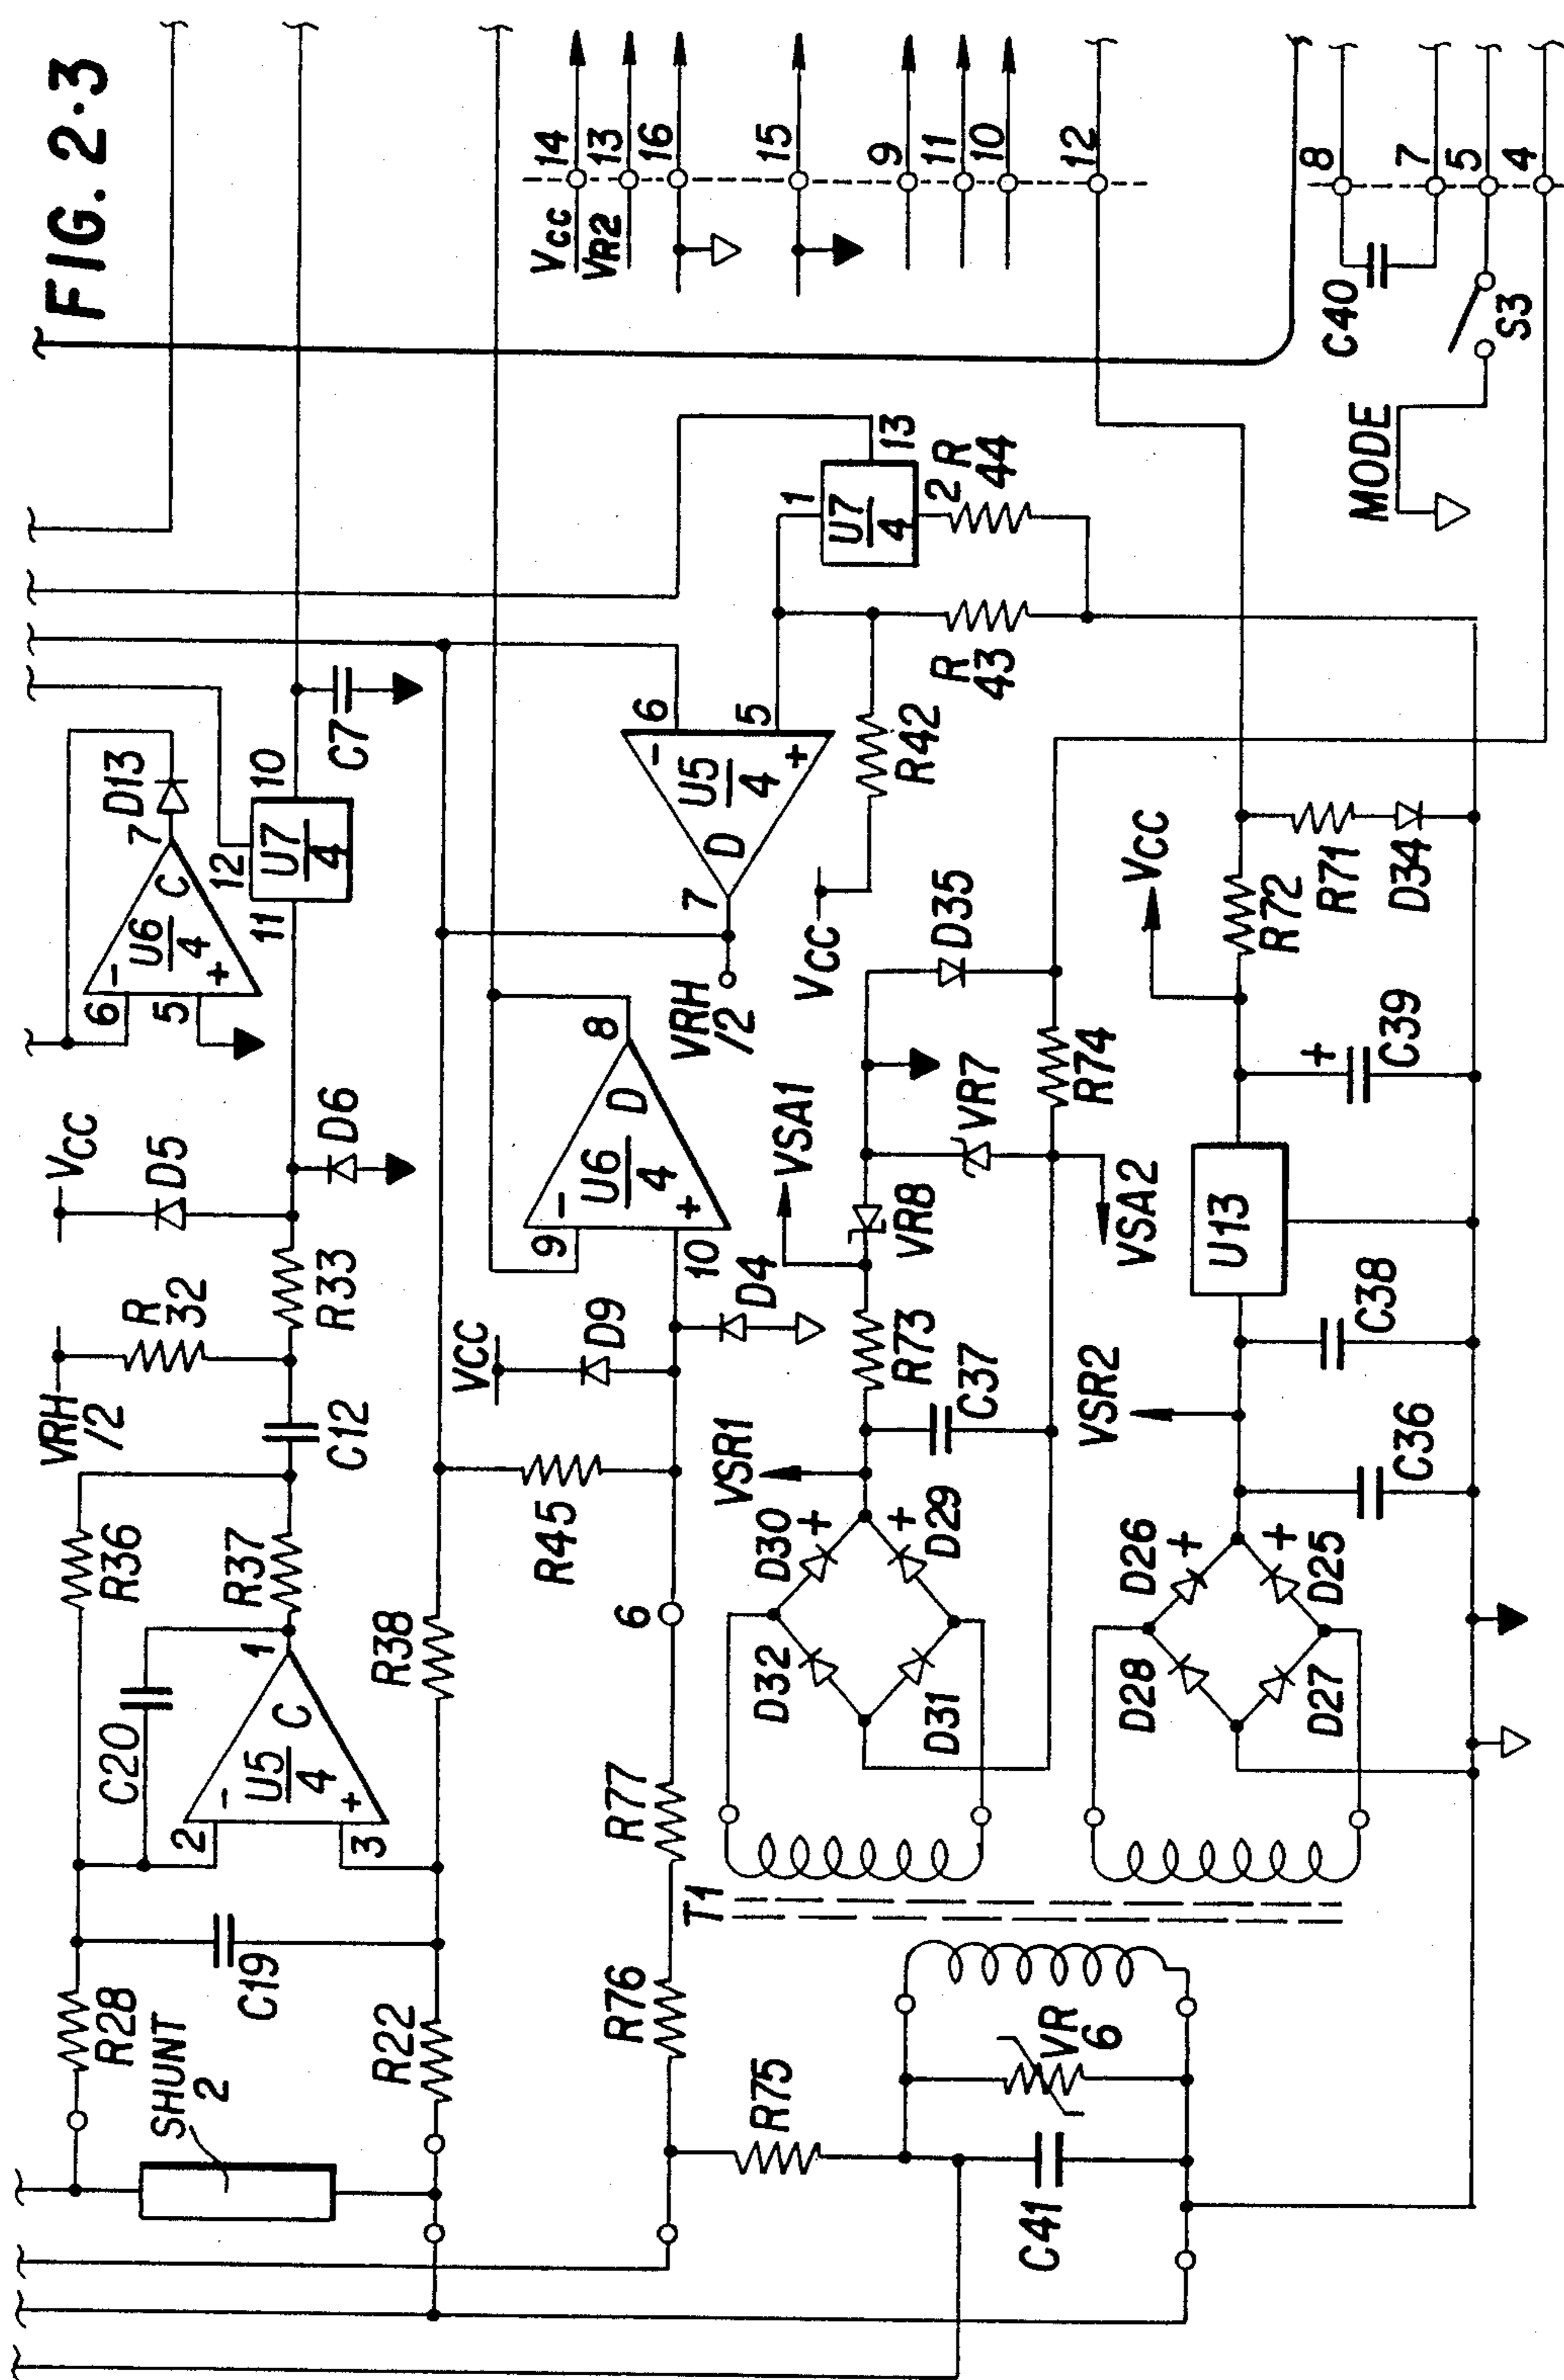 FIG. 2-3
VCC
14
VR2
13
16
15
9
11
10
12
8
7
5
4
C40
S3
MODE
6
5
U6
4
C
-
+
7
D13
12
11
U7
4
10
C7
VCC
D5
D6
VRH
/2
R
32
R33
C12
R36
R37
C20
2
3
U5
4
C
-
+
1
R38
R28
SHUNT
2
C19
R22
9
10
U6
4
D
-
+
8
VCC
D9
D4
R45
6
R77
R76
R75
6
5
U5
4
D
-
+
7
VRH
/2
1
U7
4
13
2
R
44
R
43
R42
VCC
D35
VSA1
VR7
VR8
R74
VSA2
R73
C37
VSR1
D30
+
D29
+
D32
D31
T1
VR
6
C41
VCC
R72
R71
D34
+
C39
U13
C38
VSR2
C36
D26
+
D25
+
D28
D27